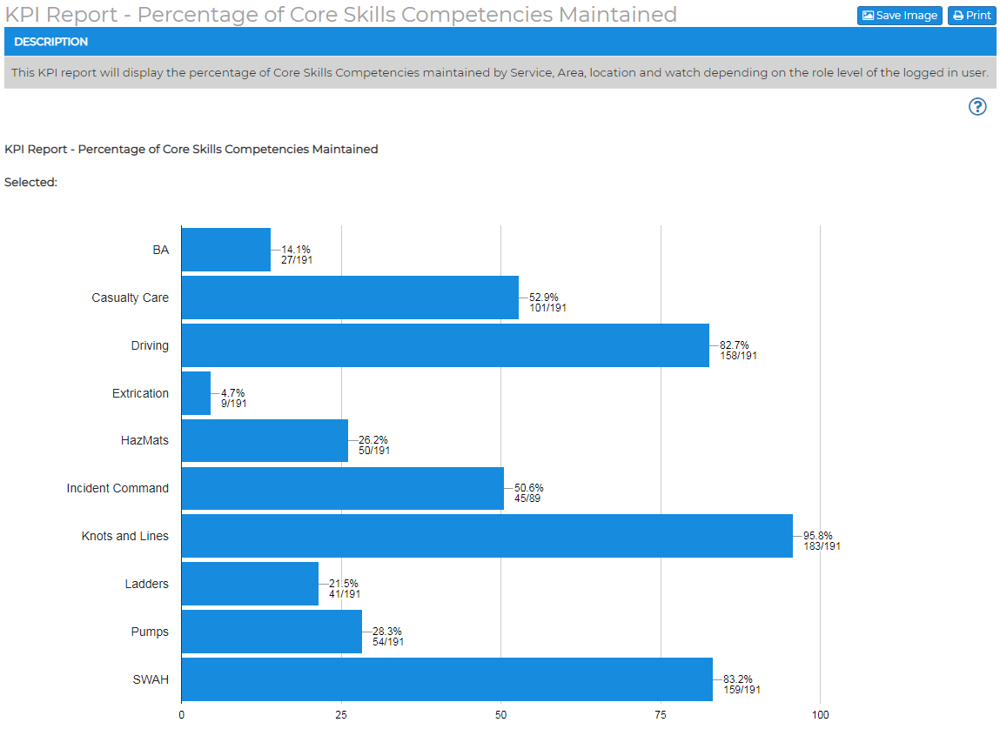 KPI Report - Percentage of Core Skills Competencies Maintained
Save Image
Print
DESCRIPTION
This KPI report will display the percentage of Core Skills Competencies maintained by Service, Area, location and watch depending on the role level of the logged in user.
?
KPI Report - Percentage of Core Skills Competencies Maintained
Selected:
BA
14.1%
27/191
Casualty Care
52.9%
101/191
Driving
82.7%
158/191
Extrication
4.7%
9/191
HazMats
26.2%
50/191
Incident Command
50.6%
45/89
Knots and Lines
95.8%
183/191
Ladders
21.5%
41/191
Pumps
28.3%
54/191
SWAH
83.2%
159/191
0 25 50 75 100